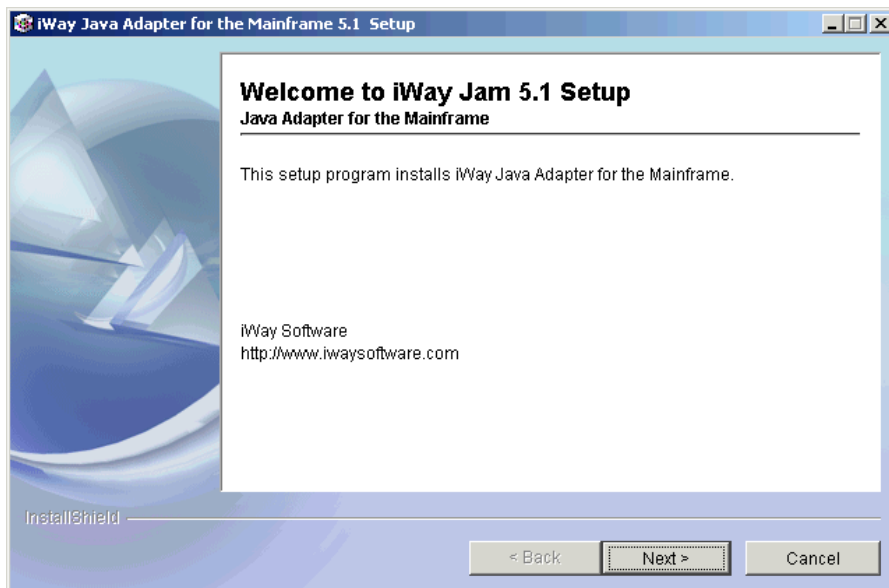 iWay Java Adapter for the Mainframe 5.1 Setup
Welcome to iWay Jam 5.1 Setup
Java Adapter for the Mainframe
This setup program installs iWay Java Adapter for the Mainframe.
iWay Software
http://www.iwaysoftware.com
InstallShield
< Back
Next >
Cancel